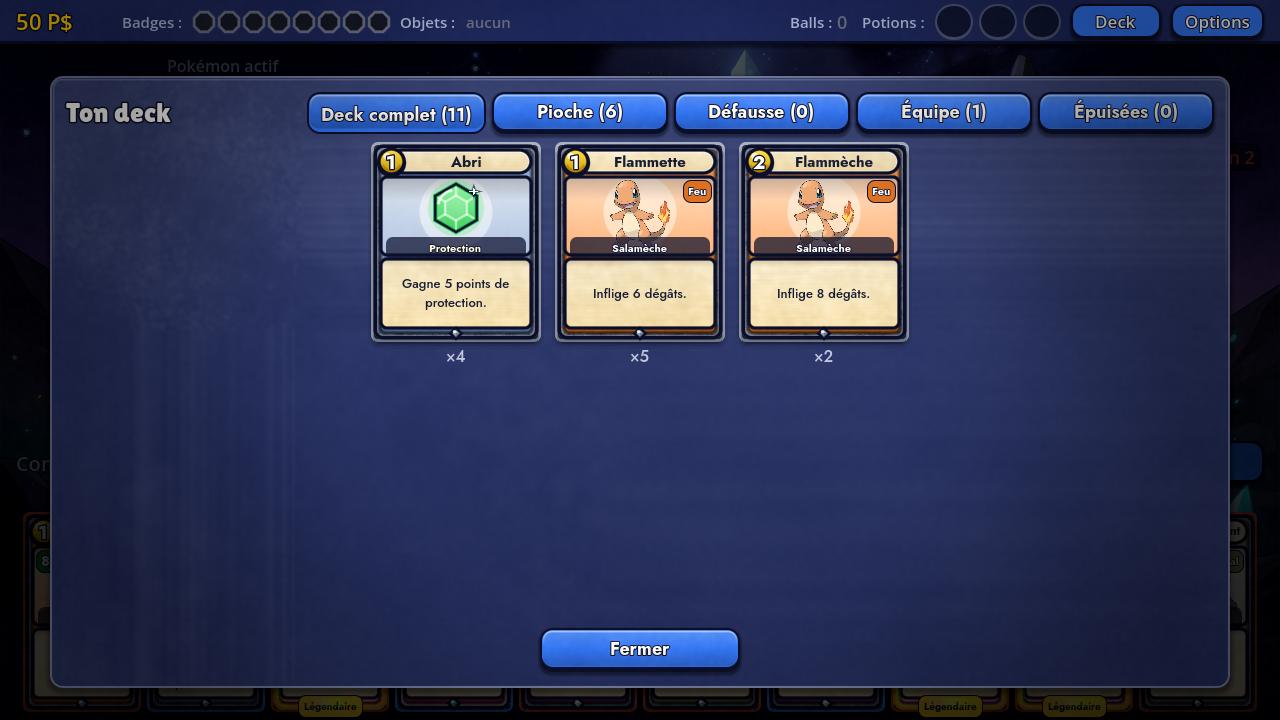 50 P$
Badges :
Objets : aucun
Balls : 0
Potions :
Deck
Options
Pokémon actif
Ton deck
Deck complet (11)
Pioche (6)
Défausse (0)
Équipe (1)
Épuisées (0)
1 Abri
Protection
Gagne 5 points de
protection.
×4
1 Flammette
Feu
Salamèche
Inflige 6 dégâts.
×5
2 Flammèche
Feu
Salamèche
Inflige 8 dégâts.
×2
Fermer
Légendaire
Légendaire
Légendaire